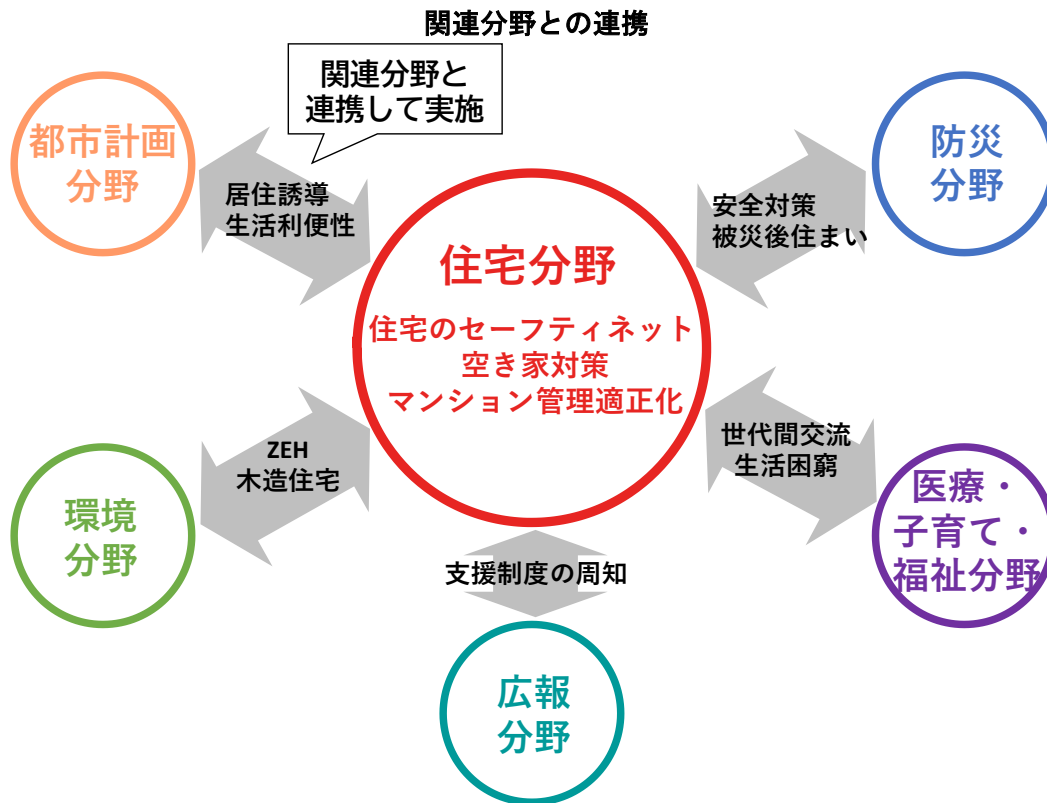 関連分野との連携
関連分野と
連携して実施
都市計画
分野
居住誘導
生活利便性
防災
分野
安全対策
被災後住まい
住宅分野
住宅のセーフティネット
空き家対策
マンション管理適正化
環境
分野
ZEH
木造住宅
世代間交流
生活困窮
医療・
子育て・
福祉分野
支援制度の周知
広報
分野